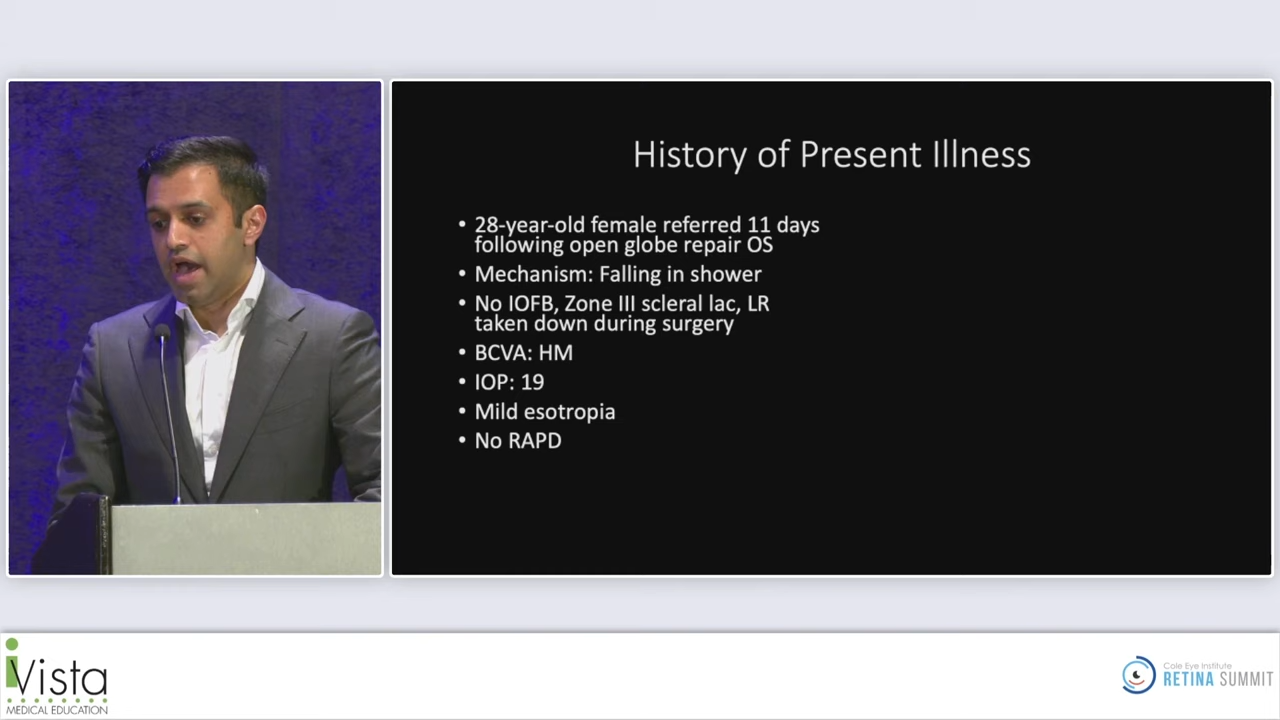 History of Present Illness
• 28-year-old female referred 11 days
following open globe repair OS
• Mechanism: Falling in shower
• No IOFB, Zone III scleral lac, LR
taken down during surgery
• BCVA: HM
• IOP: 19
• Mild esotropia
• No RAPD
iVista
MEDICAL EDUCATION
Cole Eye Institute
RETINA SUMMIT